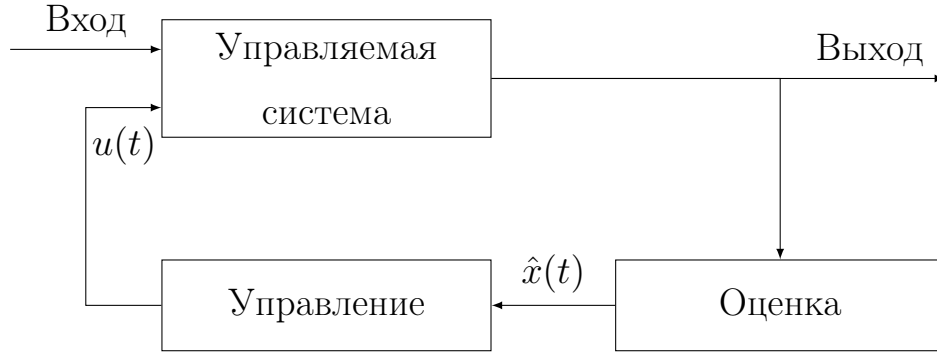 Вход
Управляемая
система
Выход
u(t)
Управление
x̂(t)
Оценка